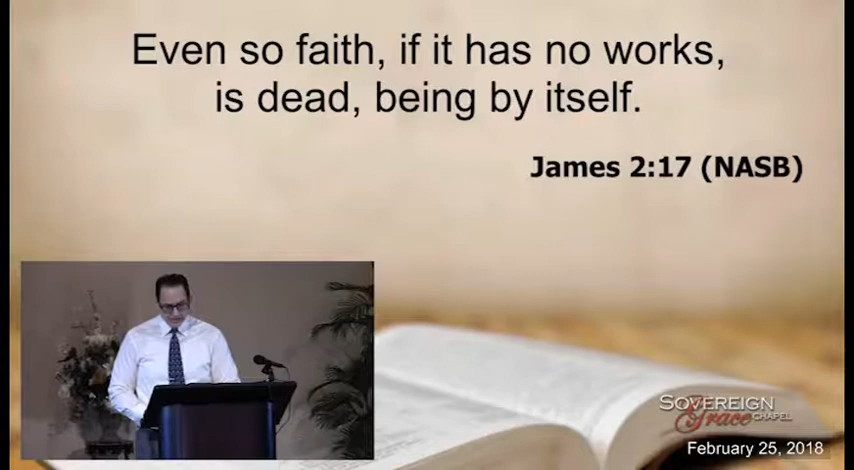 Even so faith, if it has no works,
is dead, being by itself.
James 2:17 (NASB)
SOVEREIGN
Grace CHAPEL
February 25, 2018